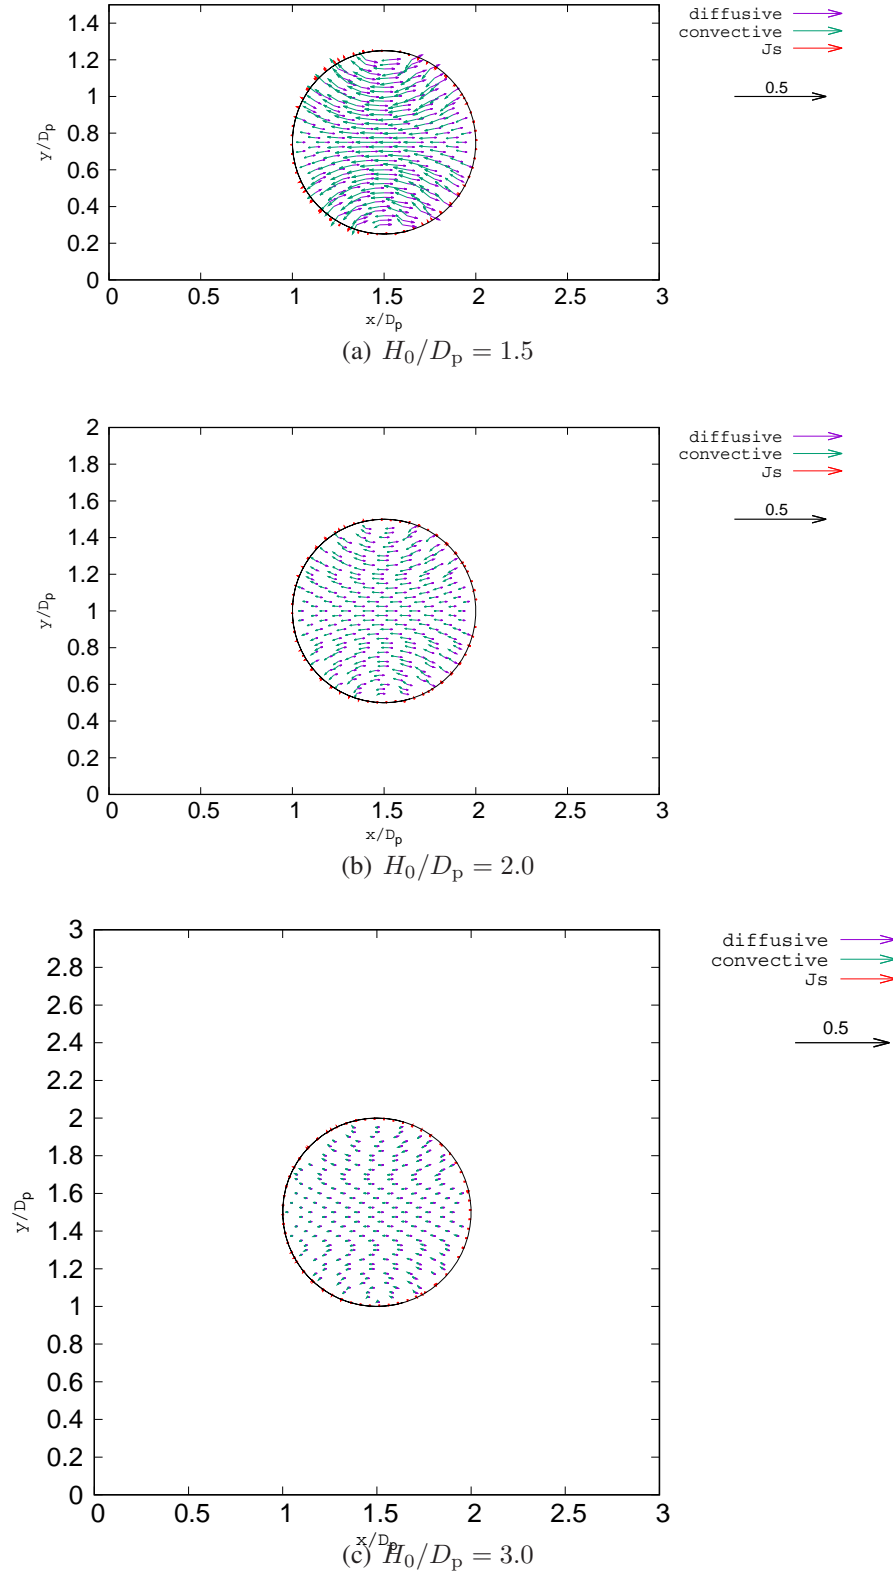 diffusive
convective
Js
0.5
1.4
1.2
1
0.8
0.6
0.4
0.2
0
y/Dp
0 0.5 1 1.5 2 2.5 3
x/Dp
(a) H0/Dp = 1.5
diffusive
convective
Js
0.5
2
1.8
1.6
1.4
1.2
1
0.8
0.6
0.4
0.2
0
y/Dp
0 0.5 1 1.5 2 2.5 3
x/Dp
(b) H0/Dp = 2.0
diffusive
convective
Js
0.5
3
2.8
2.6
2.4
2.2
2
1.8
1.6
1.4
1.2
1
0.8
0.6
0.4
0.2
0
y/Dp
0 0.5 1 1.5 2 2.5 3
x/Dp
(c) H0/Dp = 3.0